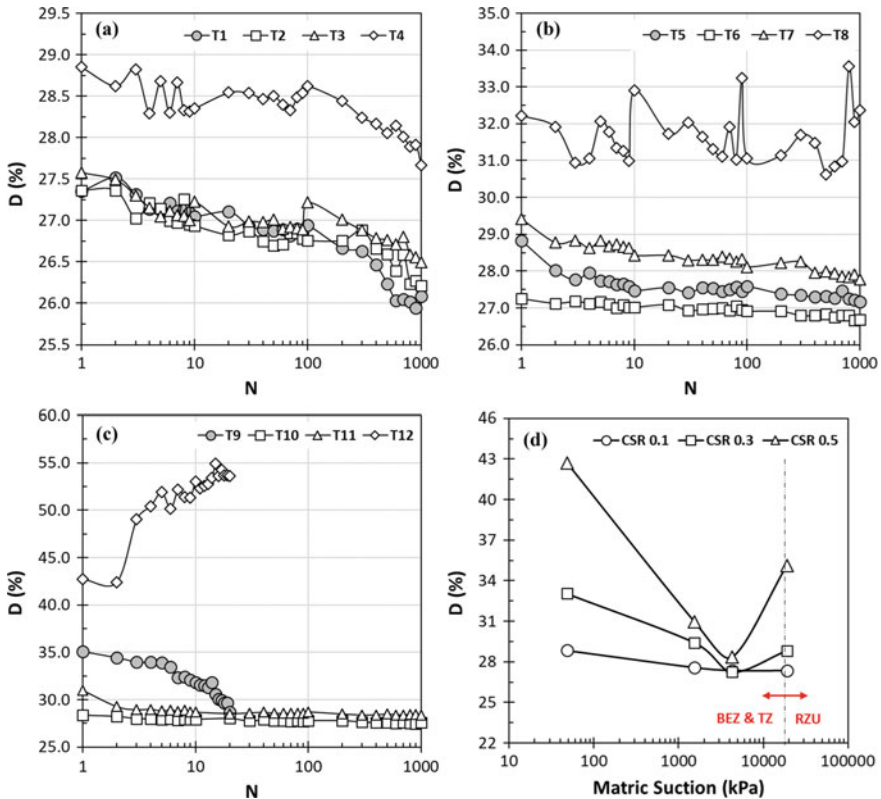 (a)
T1 T2 T3 T4
D (%)
29.0
28.5
28.0
27.5
27.0
26.5
26.0
25.5
1 10 100 1000
N
(b)
T5 T6 T7 T8
D (%)
35.0
34.0
33.0
32.0
31.0
30.0
29.0
28.0
27.0
26.0
1 10 100 1000
N
(c)
T9 T10 T11 T12
D (%)
60.0
55.0
50.0
45.0
40.0
35.0
30.0
25.0
1 10 100 1000
N
(d)
CSR 0.1 CSR 0.3 CSR 0.5
D (%)
46
43
40
37
34
31
28
25
22
BEZ & TZ RZU
10 100 1000 10000 100000
Matric Suction (kPa)